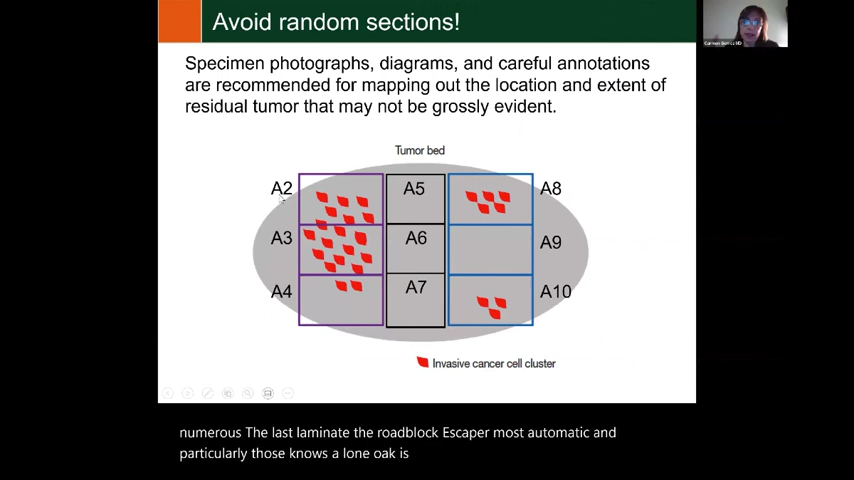 Avoid random sections!
Specimen photographs, diagrams, and careful annotations
are recommended for mapping out the location and extent of
residual tumor that may not be grossly evident.
Tumor bed
A2 A5 A8
A3 A6 A9
A4 A7 A10
Invasive cancer cell cluster
numerous The last laminate the roadblock Escaper most automatic and
particularly those knows a lone oak is